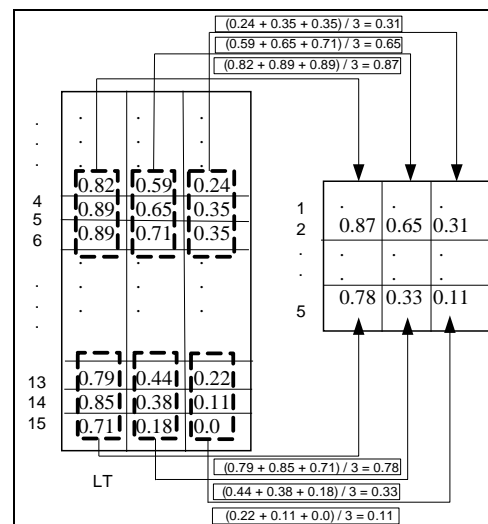 (0.24 + 0.35 + 0.35) / 3 = 0.31
(0.59 + 0.65 + 0.71) / 3 = 0.65
(0.82 + 0.89 + 0.89) / 3 = 0.87
. . . .
. . . .
. . . .
0.82 0.59 0.24
4 0.89 0.65 0.35
5
6 0.89 0.71 0.35
. . . .
. . . .
. . . .
13 0.79 0.44 0.22
14 0.85 0.38 0.11
15 0.71 0.18 0.0
LT
1 . . .
2 0.87 0.65 0.31
. . . .
. . . .
5 0.78 0.33 0.11
(0.79 + 0.85 + 0.71) / 3 = 0.78
(0.44 + 0.38 + 0.18) / 3 = 0.33
(0.22 + 0.11 + 0.0) / 3 = 0.11